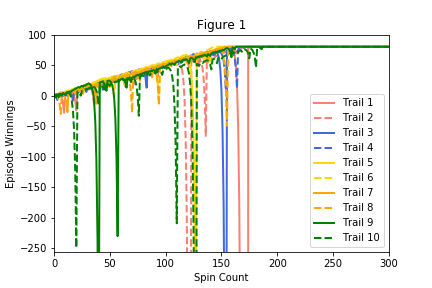 Figure 1
Episode Winnings
100
50
0
−50
−100
−150
−200
−250
0
50
100
150
200
250
300
Spin Count
Trail 1
Trail 2
Trail 3
Trail 4
Trail 5
Trail 6
Trail 7
Trail 8
Trail 9
Trail 10